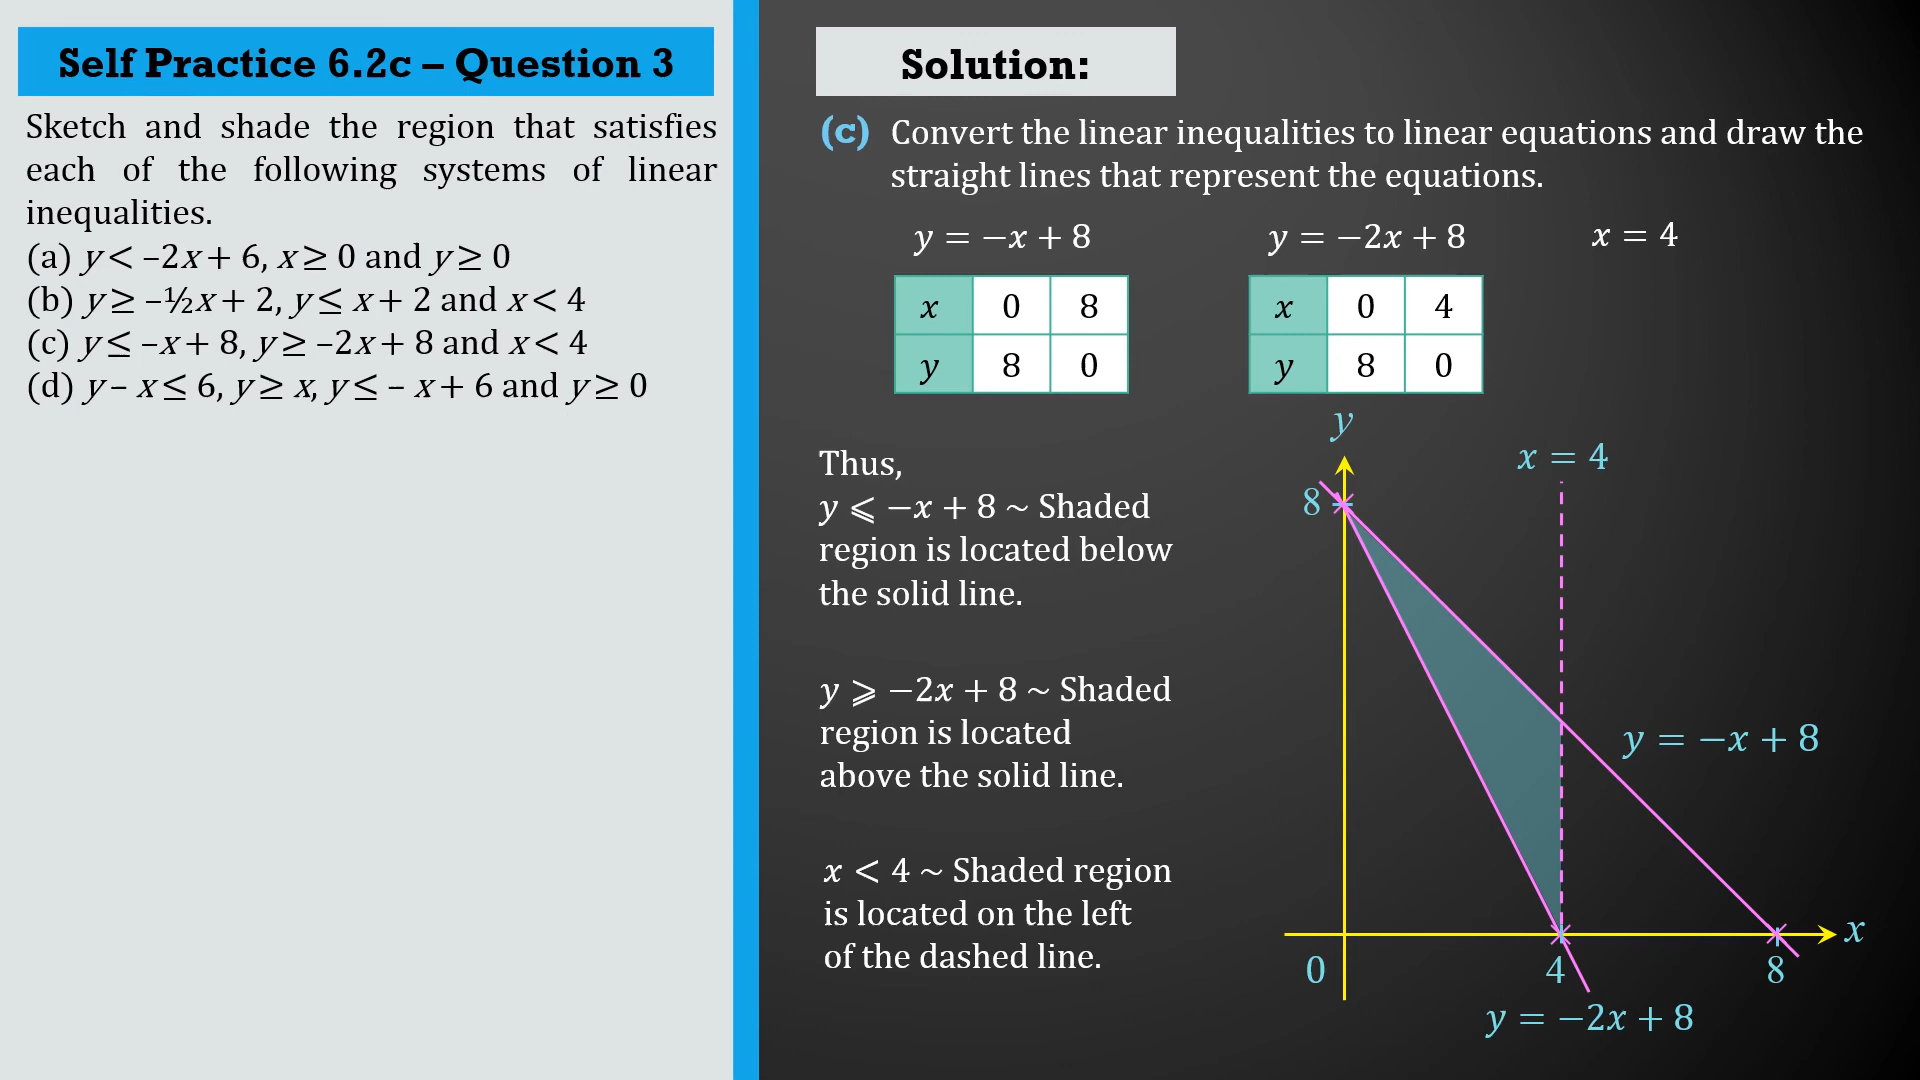 Self Practice 6.2c – Question 3
Sketch and shade the region that satisfies
each of the following systems of linear
inequalities.
(a) y < –2x + 6, x ≥ 0 and y ≥ 0
(b) y ≥ –½x + 2, y ≤ x + 2 and x < 4
(c) y ≤ –x + 8, y ≥ –2x + 8 and x < 4
(d) y – x ≤ 6, y ≥ x, y ≤ – x + 6 and y ≥ 0
Solution:
(c) Convert the linear inequalities to linear equations and draw the
straight lines that represent the equations.
y = −x + 8
x 0 8
y 8 0
y = −2x + 8
x 0 4
y 8 0
x = 4
Thus,
y ⩽ −x + 8 ~ Shaded
region is located below
the solid line.
y ⩾ −2x + 8 ~ Shaded
region is located
above the solid line.
x < 4 ~ Shaded region
is located on the left
of the dashed line.
y
x = 4
8
y = −x + 8
x
0 4 8
y = −2x + 8